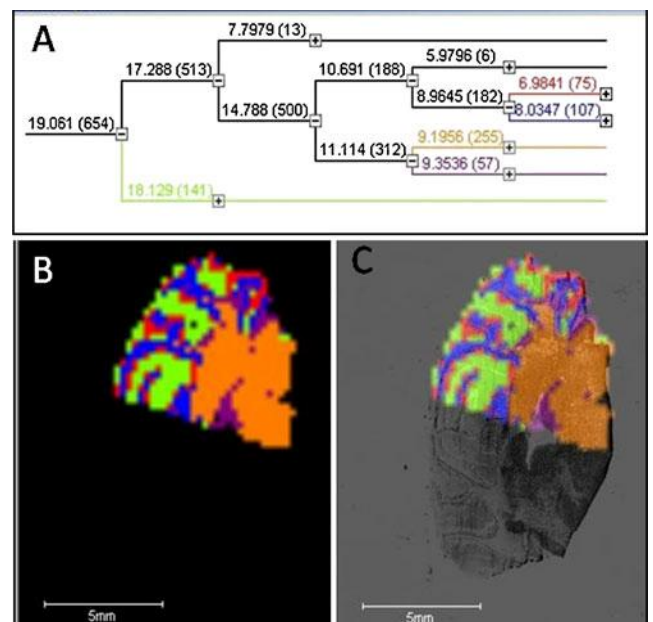 A
7.7979 (13)
17.288 (513)
5.9796 (6)
10.691 (188)
6.9841 (75)
8.9645 (182)
14.788 (500)
8.0347 (107)
19.061 (654)
9.1956 (255)
11.114 (312)
9.3536 (57)
18.129 (141)
B
C
5mm
5mm